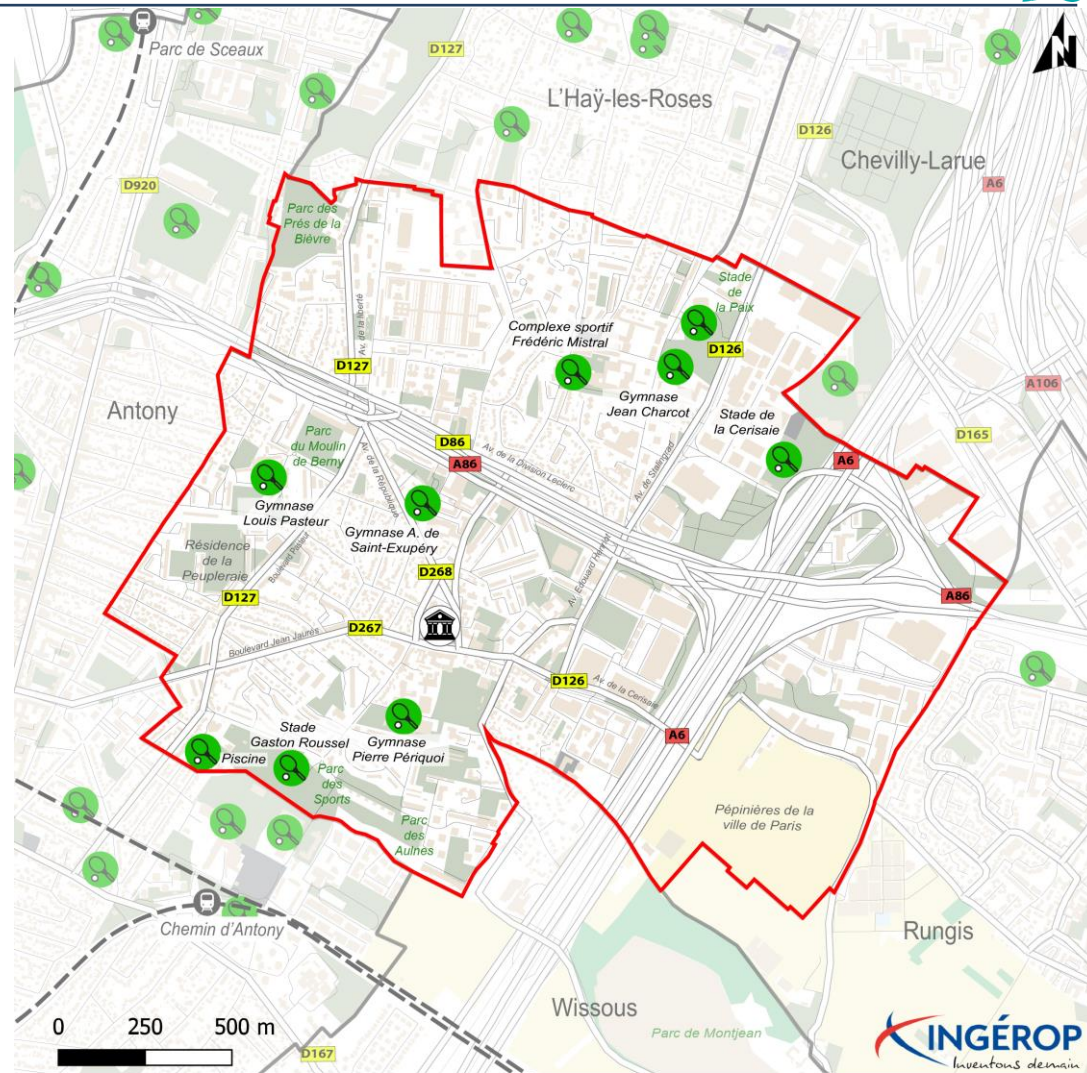 Parc de Sceaux
D127
N
L'Haÿ-les-Roses
D126
Chevilly-Larue
D920
A6
Parc des
Prés de la
Bièvre
Stade
de
la Paix
Av. de la liberté
Complexe sportif
Frédéric Mistral
D126
D127
A106
Gymnase
Jean Charcot
Antony
Stade de
la Cerisaie
D165
Parc
du Moulin
de Berny
D86
A86
Av. de la Division Leclerc
A6
Av. de la République
Av. de Stalingrad
Gymnase
Louis Pasteur
Gymnase A. de
Saint-Exupéry
Résidence
de la
Peupleraie
Boulevard Pasteur
D268
Av. Edouard Herriot
D127
A86
D267
Boulevard Jean Jaurès
D126
Av. de la Cerisaie
A6
Stade
Gaston Roussel
Gymnase
Pierre Périquoi
Piscine
Parc
des
Sports
Parc
des
Aulnes
Pépinières de la
ville de Paris
Chemin d'Antony
Rungis
Wissous
Parc de Montjean
0 250 500 m
D167
INGÉROP
Inventons demain